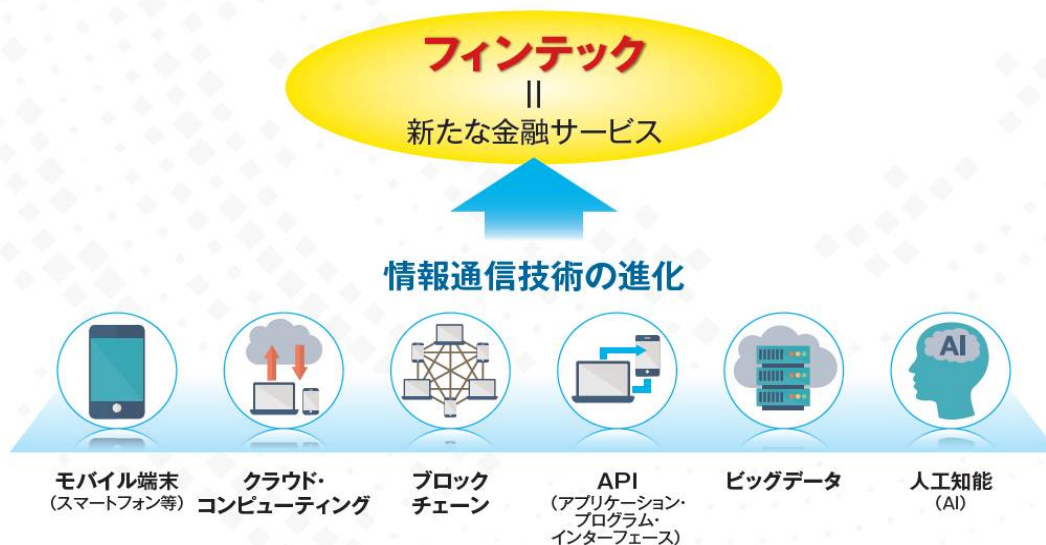 フィンテック
||
新たな金融サービス
情報通信技術の進化
AI
モバイル端末
(スマートフォン等)
クラウド・
コンピューティング
ブロック
チェーン
API
(アプリケーション・
プログラム・
インターフェース)
ビッグデータ
人工知能
(AI)